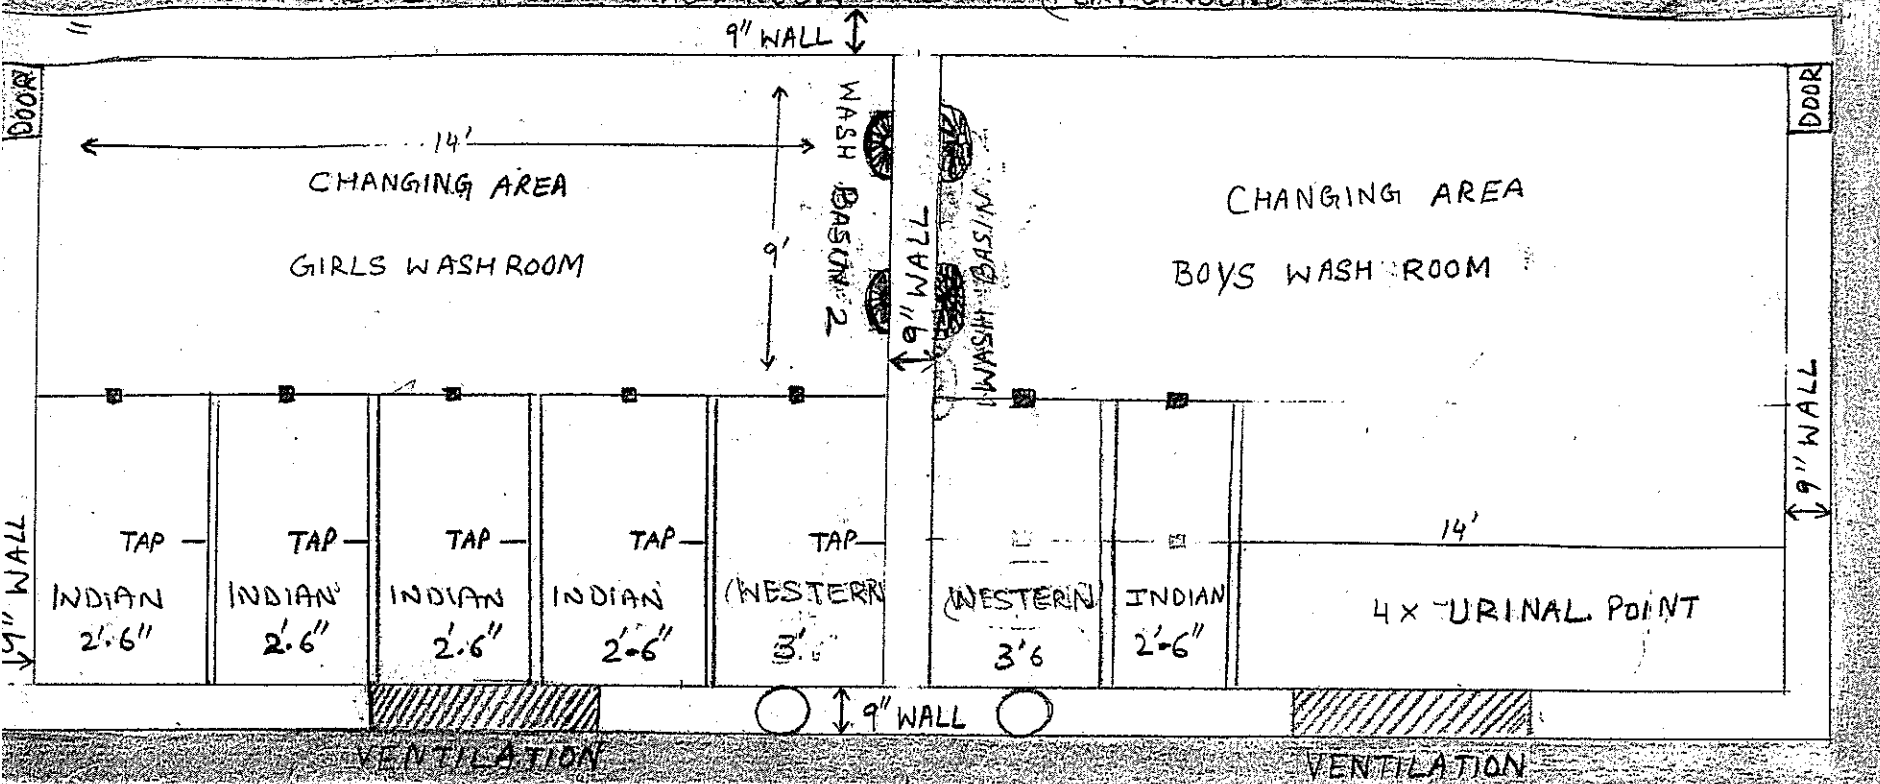 9" WALL
DOOR
14'
CHANGING AREA
GIRLS WASHROOM
9'
WASH BASUN 2
9" WALL
WASH BASIN
CHANGING AREA
BOYS WASH ROOM
DOOR
9" WALL
9" WALL
TAP
TAP
TAP
TAP
TAP
14'
INDIAN
2'.6"
INDIAN
2'.6"
INDIAN
2'.6"
INDIAN
2'-6"
(WESTERN
3'
(WESTERN)
3'6
INDIAN
2'-6"
4 x URINAL POINT
9" WALL
VENTILATION
VENTILATION